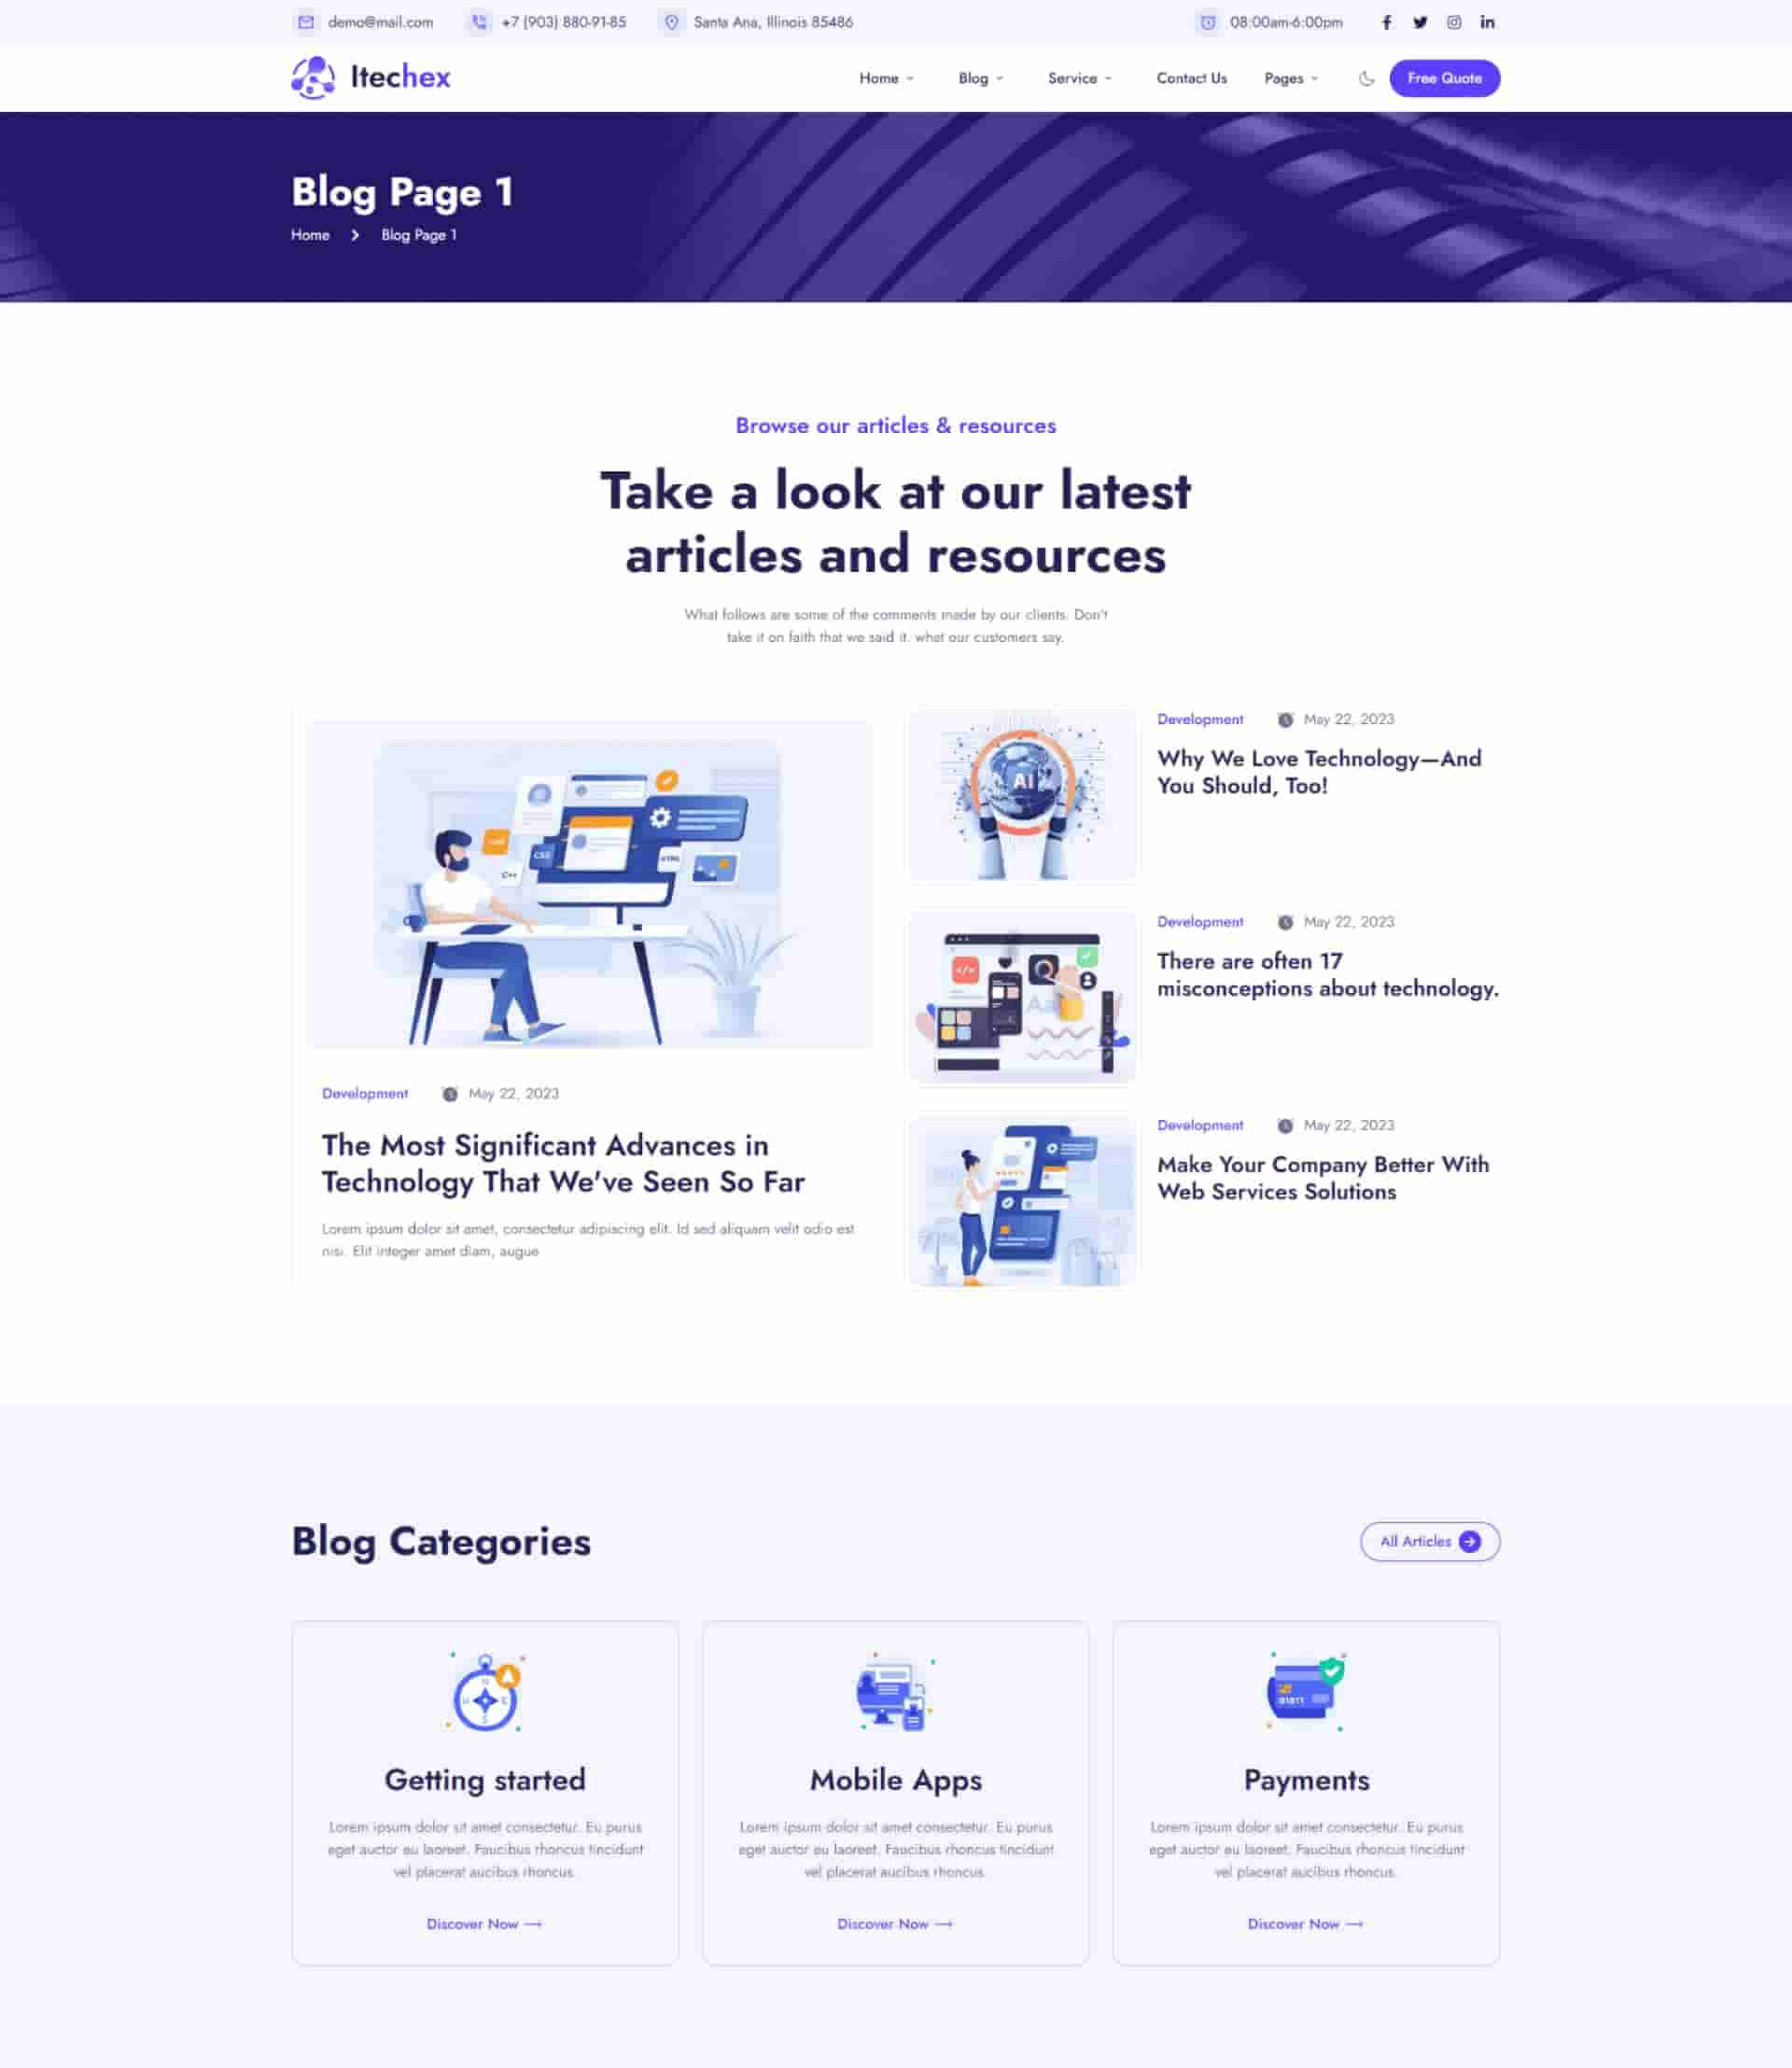 demo@mail.com
+7 (903) 880-91-85
Santa Ana, Illinois 85486
08:00am-6:00pm
Itechex
Home
Blog
Service
Contact Us
Pages
Free Quote
Blog Page 1
Home
Blog Page 1
Browse our articles & resources
Take a look at our latest
articles and resources
What follows are some of the comments made by our clients. Don't
take it on faith that we said it. what our customers say.
CSS
HTML
C++
Development
May 22, 2023
The Most Significant Advances in
Technology That We've Seen So Far
Lorem ipsum dolor sit amet, consectetur adipiscing elit. Id sed aliquam velit odio est
nisi. Elit integer amet diam, augue
AI
Development
May 22, 2023
Why We Love Technology—And
You Should, Too!
</>
Aa
Development
May 22, 2023
There are often 17
misconceptions about technology.
Development
May 22, 2023
Make Your Company Better With
Web Services Solutions
Blog Categories
All Articles
N
E
S
Getting started
Lorem ipsum dolor sit amet consectetur. Eu purus
eget auctor eu laoreet. Faucibus rhoncus tincidunt
vel placerat aucibus rhoncus.
Discover Now
Mobile Apps
Lorem ipsum dolor sit amet consectetur. Eu purus
eget auctor eu laoreet. Faucibus rhoncus tincidunt
vel placerat aucibus rhoncus.
Discover Now
Payments
Lorem ipsum dolor sit amet consectetur. Eu purus
eget auctor eu laoreet. Faucibus rhoncus tincidunt
vel placerat aucibus rhoncus.
Discover Now